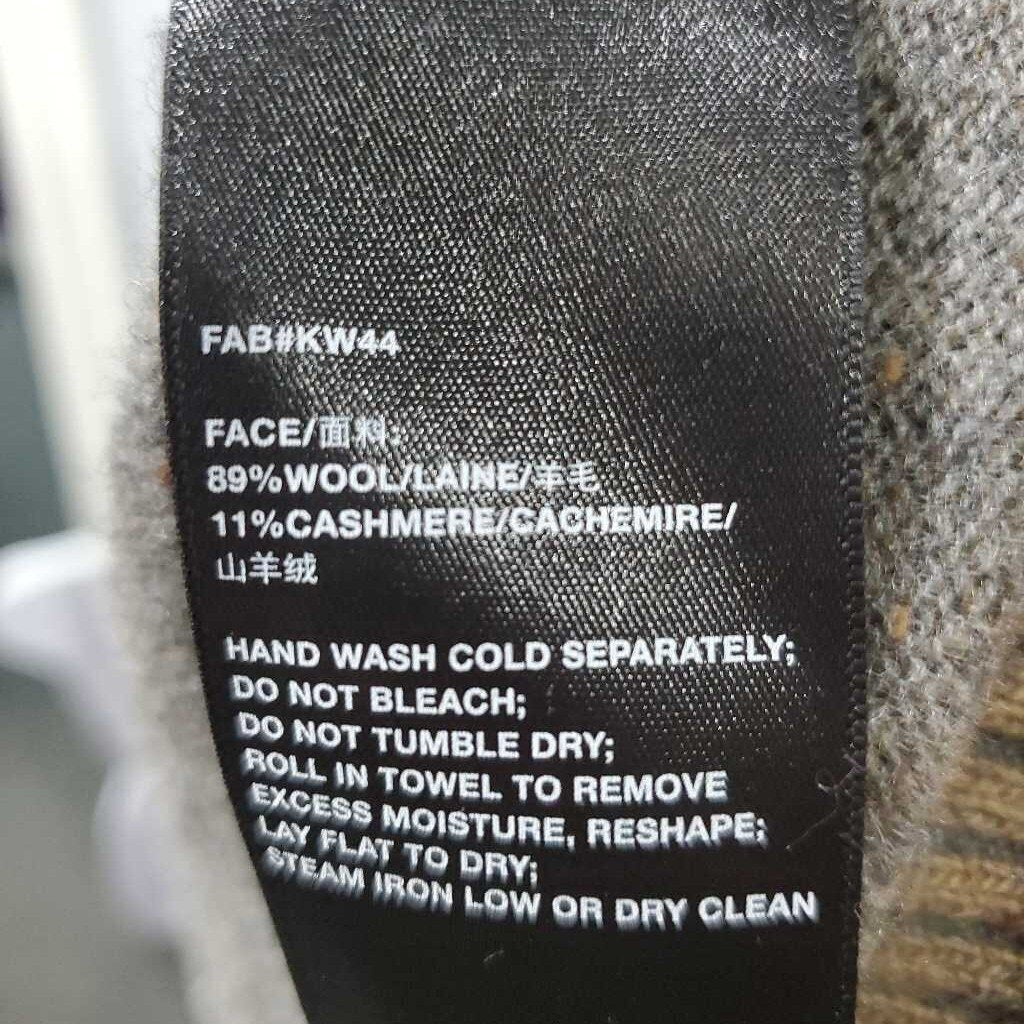 FAB#KW44
FACE/面料:
89%WOOL/LAINE/羊毛
11%CASHMERE/CACHEMIRE/
山羊绒
HAND WASH COLD SEPARATELY;
DO NOT BLEACH;
DO NOT TUMBLE DRY;
ROLL IN TOWEL TO REMOVE
EXCESS MOISTURE, RESHAPE;
LAY FLAT TO DRY;
STEAM IRON LOW OR DRY CLEAN